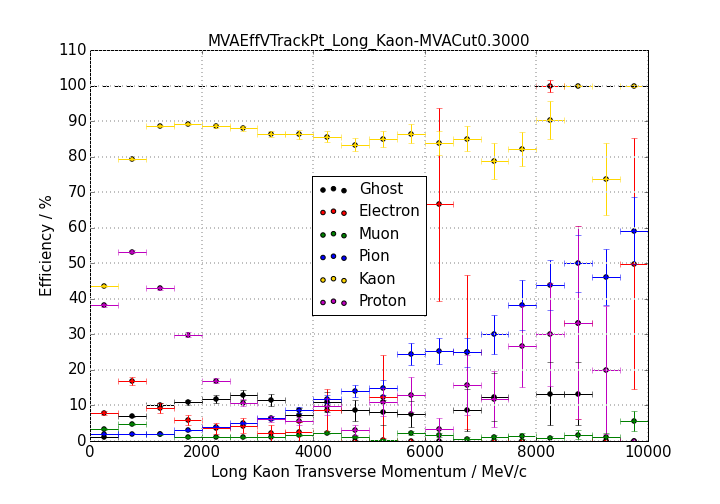 MVAEffVTrackPt_Long_Kaon-MVACut0.3000
110
100
90
80
70
60
50
40
30
20
10
0
Efficiency / %
Ghost
Electron
Muon
Pion
Kaon
Proton
0 2000 4000 6000 8000 10000
Long Kaon Transverse Momentum / MeV/c